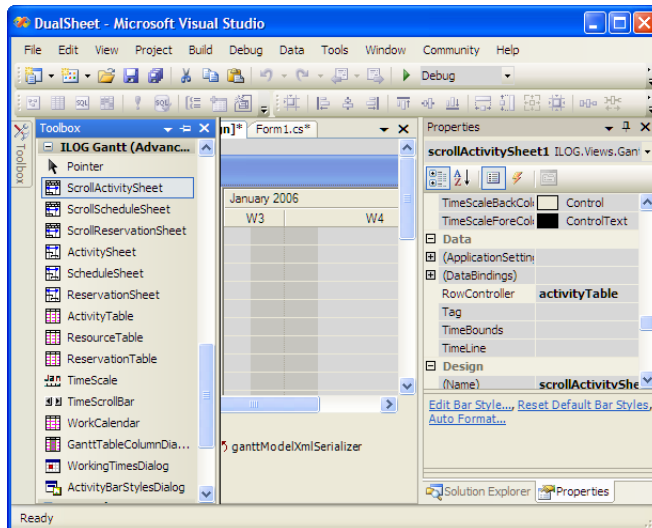 DualSheet - Microsoft Visual Studio
File Edit View Project Build Debug Data Tools Window Community Help
Debug
Toolbox
Toolbox
ILOG Gantt (Advanc...
Pointer
ScrollActivitySheet
ScrollScheduleSheet
ScrollReservationSheet
ActivitySheet
ScheduleSheet
ReservationSheet
ActivityTable
ResourceTable
ReservationTable
TimeScale
TimeScrollBar
WorkCalendar
GanttTableColumnDia...
WorkingTimesDialog
ActivityBarStylesDialog
n]* Form1.cs*
January 2006
W3 W4
ganttModelXmlSerializer
Properties
scrollActivitySheet1 ILOG.Views.Gan
TimeScaleBackCol Control
TimeScaleForeCol ControlText
Data
(ApplicationSetting
(DataBindings)
RowController activityTable
Tag
TimeBounds
TimeLine
Design
(Name) scrollActivityShe
Edit Bar Style..., Reset Default Bar Styles,
Auto Format...
Solution Explorer Properties
Ready